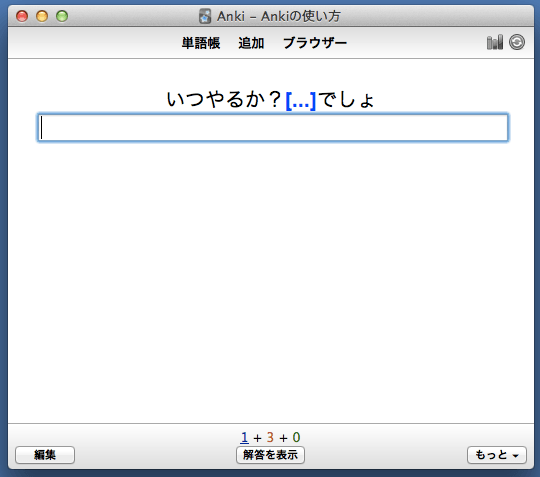 Anki – Ankiの使い方
単語帳 追加 ブラウザー
いつやるか？[...]でしょ
1 + 3 + 0
編集 解答を表示 もっと